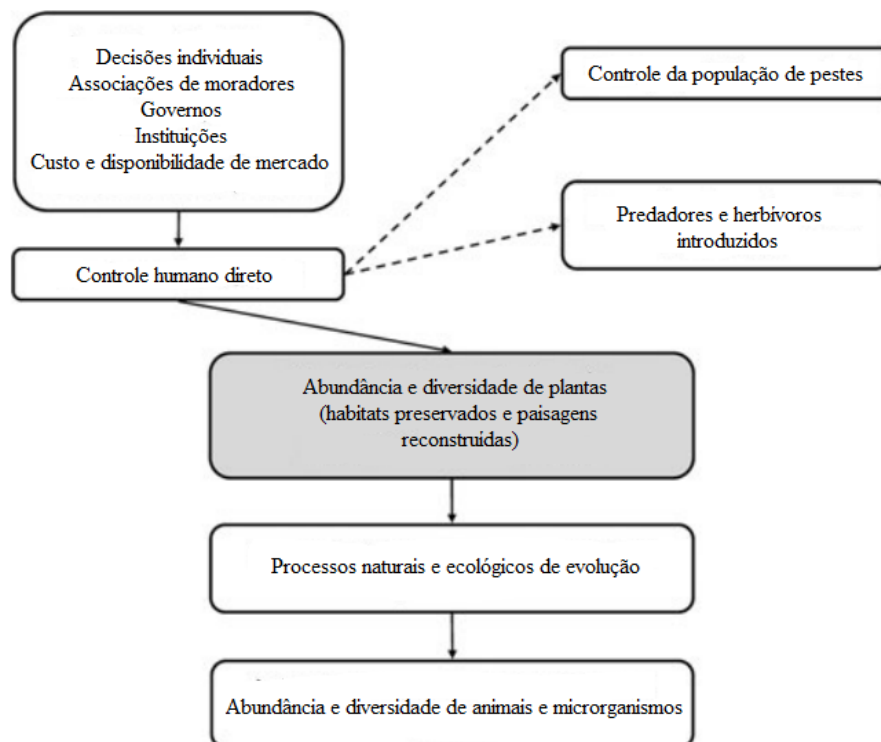 Decisões individuais
Associações de moradores
Governos
Instituições
Custo e disponibilidade de mercado
Controle da população de pestes
Predadores e herbívoros
introduzidos
Controle humano direto
Abundância e diversidade de plantas
(habitats preservados e paisagens
reconstruídas)
Processos naturais e ecológicos de evolução
Abundância e diversidade de animais e microrganismos